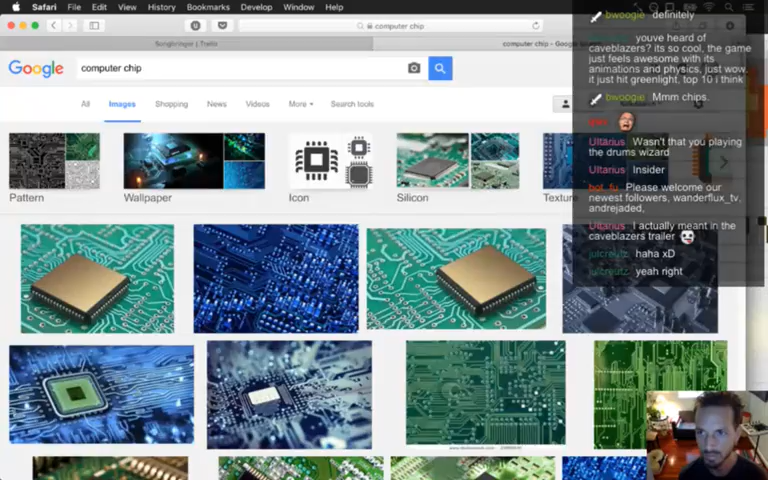 Safari File Edit View History Bookmarks Develop Window Help
computer chip
Songbringer | Trello
computer chip - Google
Google computer chip
All Images Shopping News Videos More Search tools
Pattern Wallpaper Icon Silicon Textu
bwoogie definitely
youve heard of
caveblazers? its so cool, the game
just feels awesome with its
animations and physics, just wow.
it just hit greenlight, top 10 i think
bwoogie Mmm chips.
Ultarius Wasn't that you playing
the drums wizard
Ultarius Insider
bot_fu Please welcome our
newest followers, wanderflux_tv,
andrejaded,
Ultarius I actually meant in the
caveblazers trailer
julcreutz haha xD
julcreutz yeah right